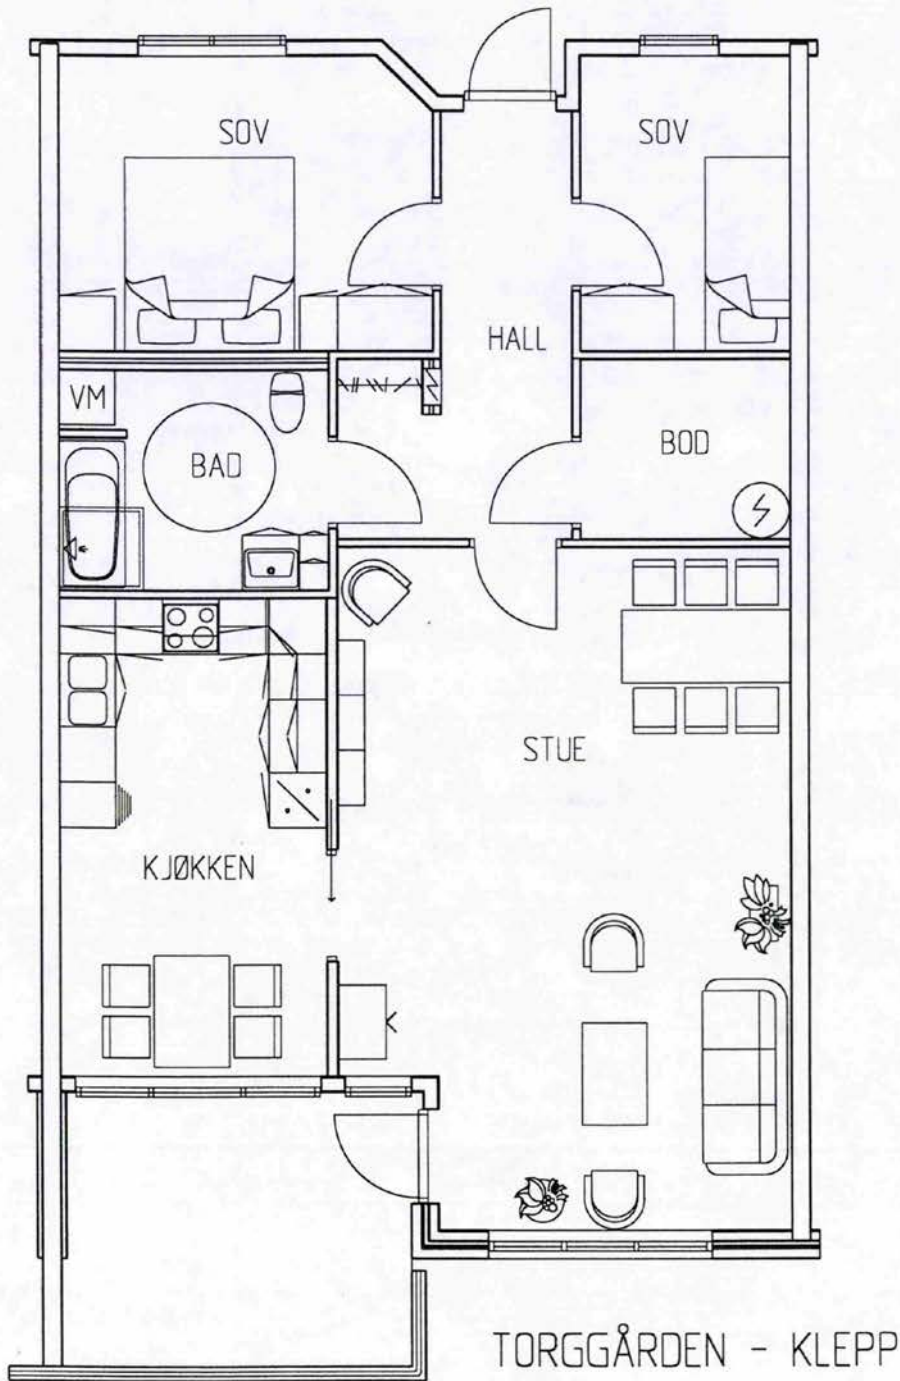 SOV
SOV
HALL
VM
BAD
BOD
STUE
KJØKKEN
TORGGÅRDEN - KLEPP